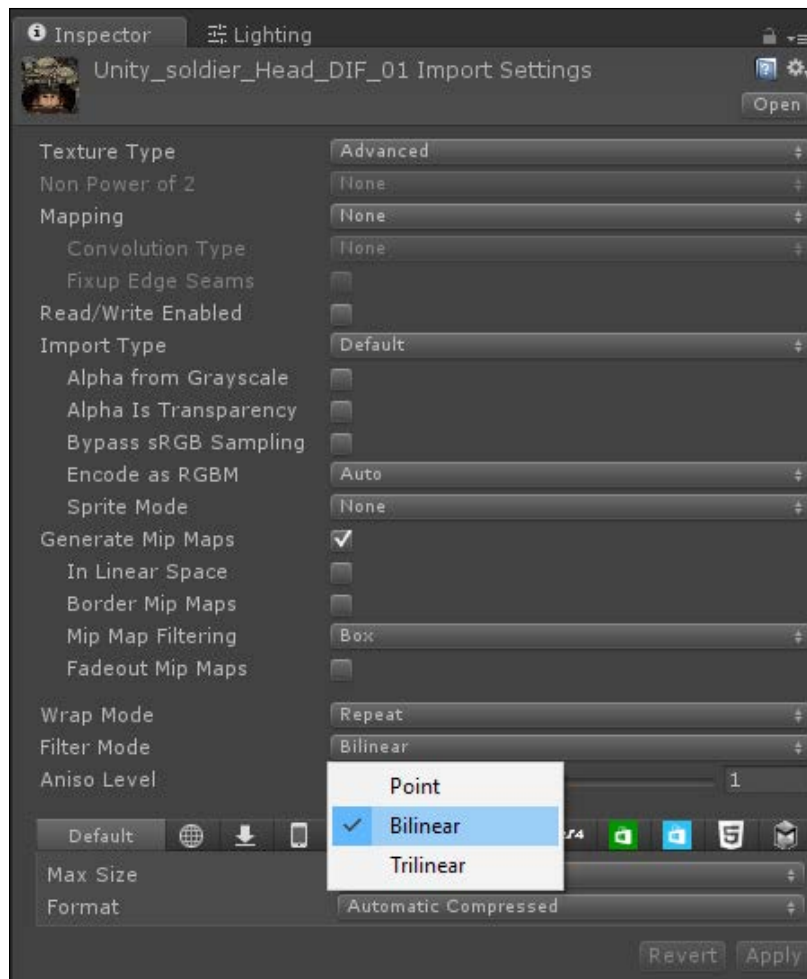 Inspector Lighting
Unity_soldier_Head_DIF_01 Import Settings
Open
Texture Type Advanced
Non Power of 2 None
Mapping None
Convolution Type None
Fixup Edge Seams
Read/Write Enabled
Import Type Default
Alpha from Grayscale
Alpha Is Transparency
Bypass sRGB Sampling
Encode as RGBM Auto
Sprite Mode None
Generate Mip Maps
In Linear Space
Border Mip Maps
Mip Map Filtering Box
Fadeout Mip Maps
Wrap Mode Repeat
Filter Mode Bilinear
Aniso Level 1
Point
Bilinear
Trilinear
Default
Max Size
Format Automatic Compressed
Revert Apply